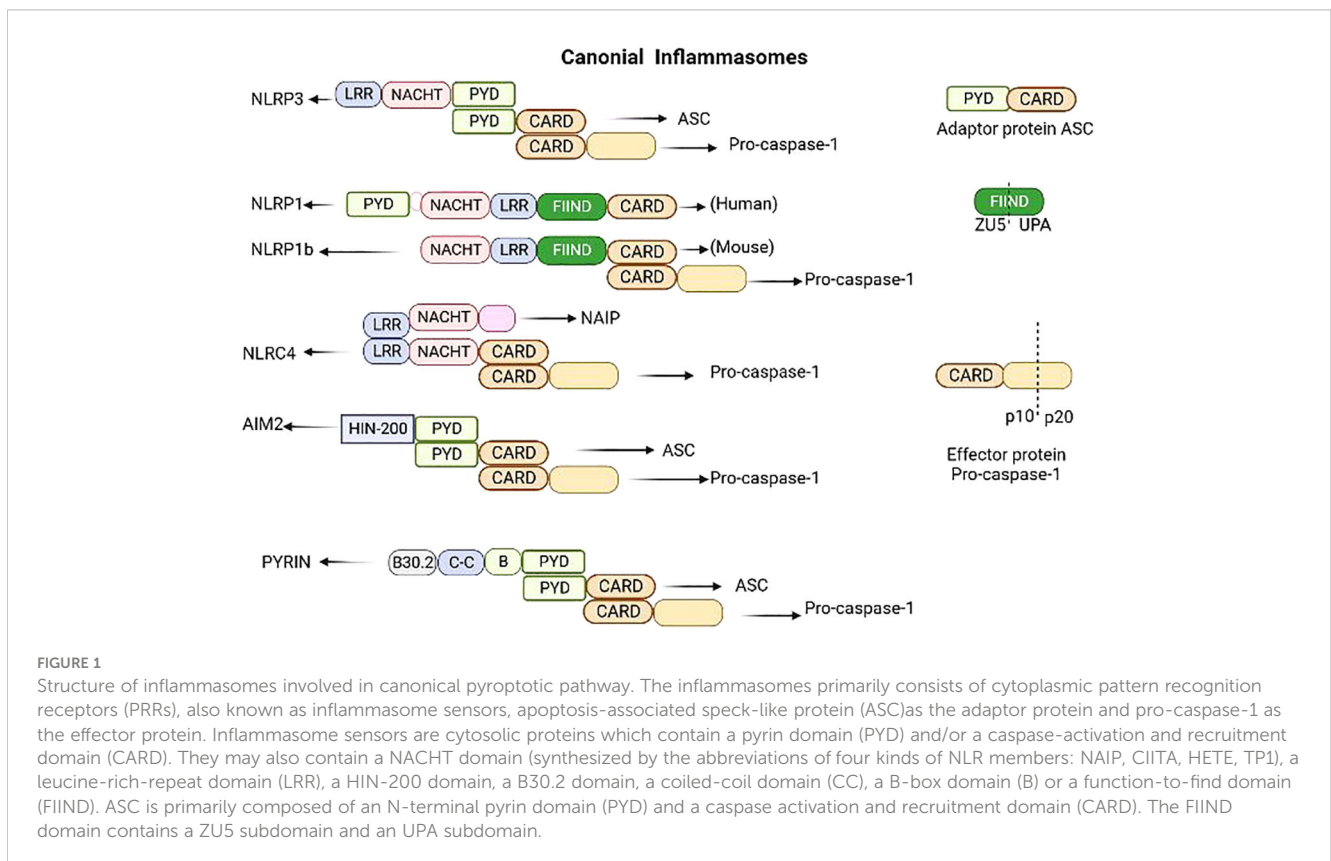 Canonial Inflammasomes
NLRP3 LRR NACHT PYD
PYD CARD ASC
CARD Pro-caspase-1
PYD CARD
Adaptor protein ASC
NLRP1 PYD NACHT LRR FIIND CARD (Human)
NLRP1b NACHT LRR FIIND CARD (Mouse)
CARD Pro-caspase-1
FIIND
ZU5 UPA
LRR NACHT NAIP
NLRC4 LRR NACHT CARD
CARD Pro-caspase-1
CARD
p10 p20
Effector protein
Pro-caspase-1
AIM2 HIN-200 PYD
PYD CARD ASC
CARD Pro-caspase-1
PYRIN B30.2 C-C B PYD
PYD CARD ASC
CARD Pro-caspase-1
FIGURE 1
Structure of inflammasomes involved in canonical pyroptotic pathway. The inflammasomes primarily consists of cytoplasmic pattern recognition
receptors (PRRs), also known as inflammasome sensors, apoptosis-associated speck-like protein (ASC)as the adaptor protein and pro-caspase-1 as
the effector protein. Inflammasome sensors are cytosolic proteins which contain a pyrin domain (PYD) and/or a caspase-activation and recruitment
domain (CARD). They may also contain a NACHT domain (synthesized by the abbreviations of four kinds of NLR members: NAIP, CIITA, HETE, TP1), a
leucine-rich-repeat domain (LRR), a HIN-200 domain, a B30.2 domain, a coiled-coil domain (CC), a B-box domain (B) or a function-to-find domain
(FIIND). ASC is primarily composed of an N-terminal pyrin domain (PYD) and a caspase activation and recruitment domain (CARD). The FIIND
domain contains a ZU5 subdomain and an UPA subdomain.